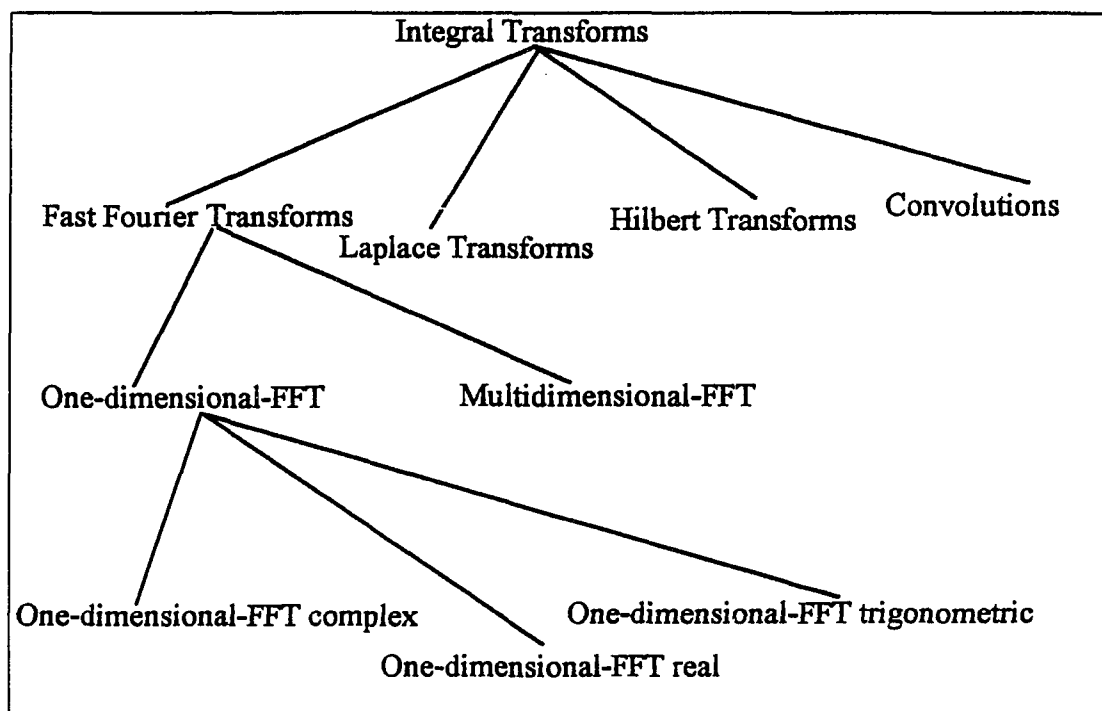 Integral Transforms
Fast Fourier Transforms
Laplace Transforms
Hilbert Transforms
Convolutions
One-dimensional-FFT
Multidimensional-FFT
One-dimensional-FFT complex
One-dimensional-FFT real
One-dimensional-FFT trigonometric